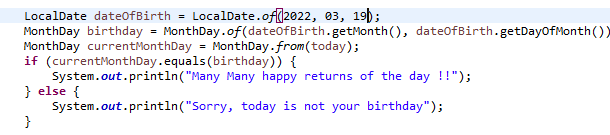 LocalDate dateOfBirth = LocalDate.of(2022, 03, 19);
MonthDay birthday = MonthDay.of(dateOfBirth.getMonth(), dateOfBirth.getDayOfMonth())
MonthDay currentMonthDay = MonthDay.from(today);
if (currentMonthDay.equals(birthday)) {
System.out.println("Many Many happy returns of the day !!");
} else {
System.out.println("Sorry, today is not your birthday");
}